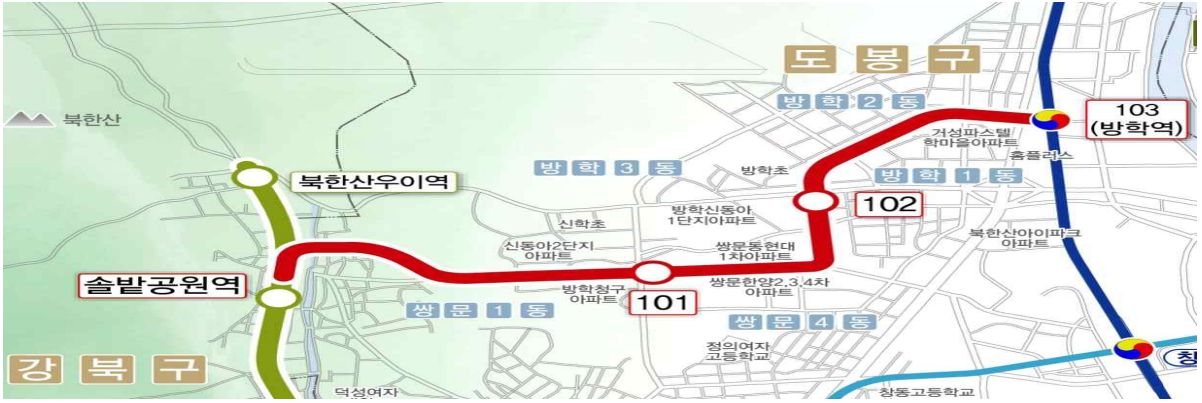 도봉구
방학2동
103
(방학역)
북한산
거성파스텔
학마을아파트
홈플러스
방학3동
방학초
방학1동
북한산우이역
102
방학신동아
1단지아파트
신학초
북한산아이파크
아파트
신동아2단지
아파트
쌍문동현대
1차아파트
솔밭공원역
방학청구
아파트
101
쌍문한양2,3,4차
아파트
쌍문1동
쌍문4동
정의여자
고등학교
창
강북구
덕성여자
창동고등학교